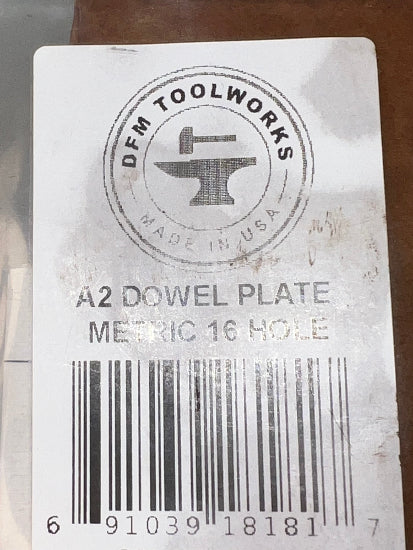 DFM TOOLWORKS
MADE IN USA
A2 DOWEL PLATE
METRIC 16 HOLE
6 91039 18181 7